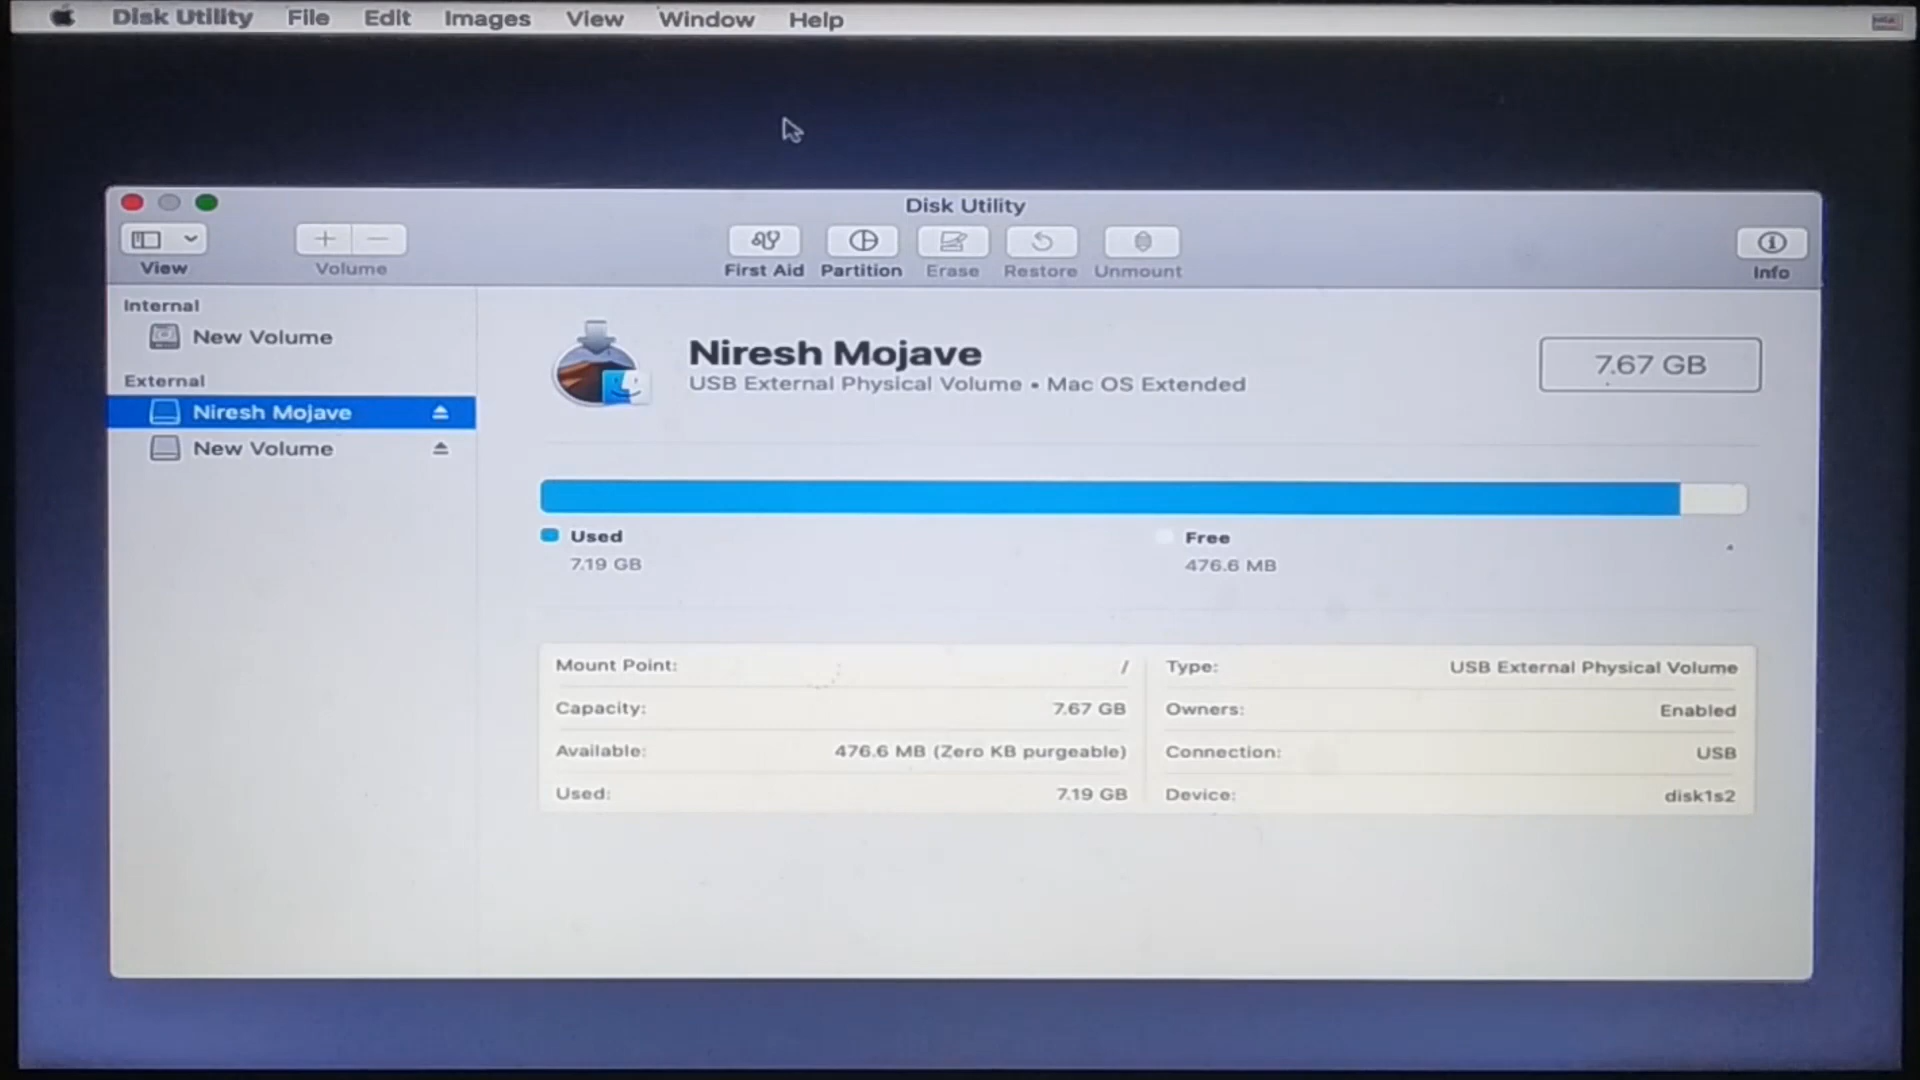 Disk Utility File Edit Images View Window Help
Disk Utility
View
Volume
First Aid Partition Erase Restore Unmount
Info
Internal
New Volume
External
Niresh Mojave
New Volume
Niresh Mojave
USB External Physical Volume • Mac OS Extended
7.67 GB
Used
7.19 GB
Free
476.6 MB
Mount Point: /
Capacity: 7.67 GB
Available: 476.6 MB (Zero KB purgeable)
Used: 7.19 GB
Type: USB External Physical Volume
Owners: Enabled
Connection: USB
Device: disk1s2